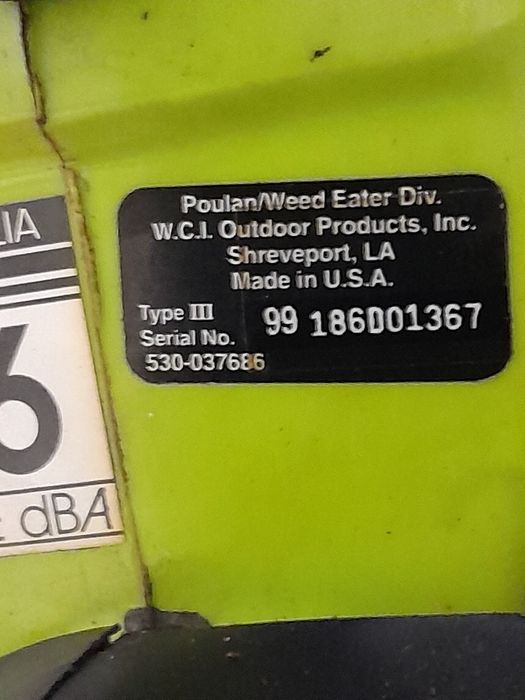 Poulan/Weed Eater Div.
W.C.I. Outdoor Products, Inc.
Shreveport, LA
Made in U.S.A.
Type III
Serial No. 99 186D01367
530-037686
IA
6
dBA